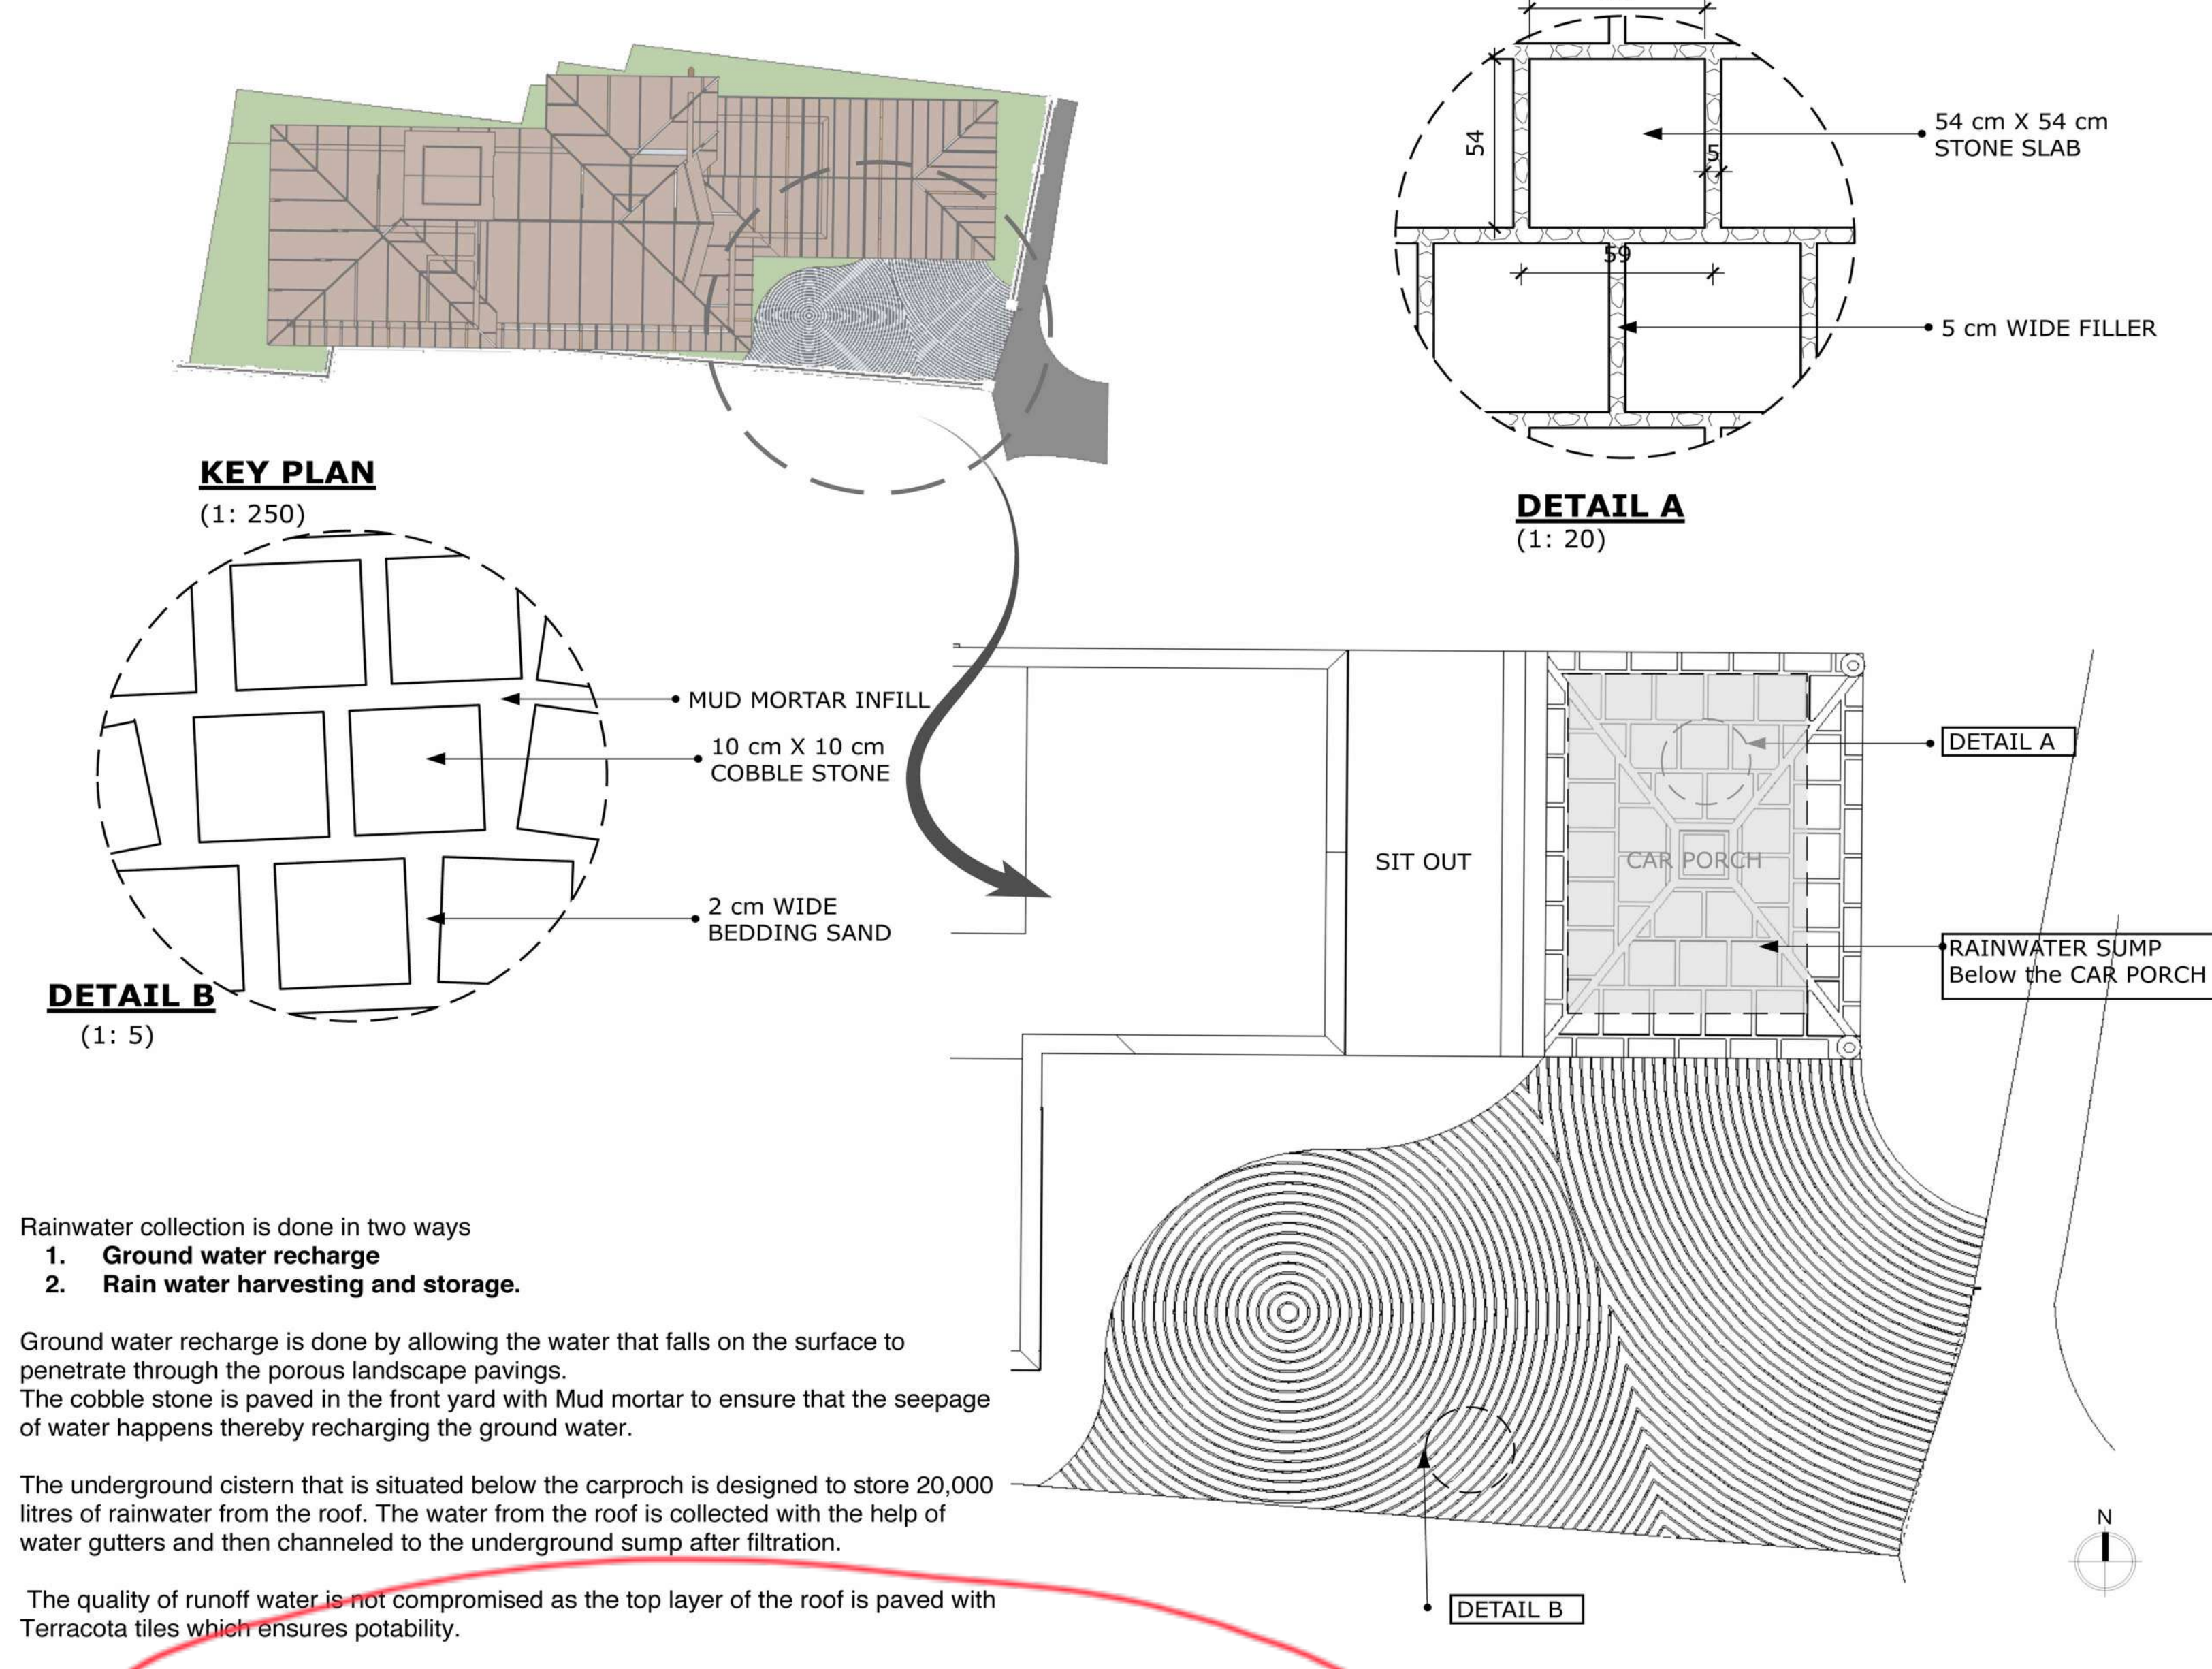 54
5
59
54 cm X 54 cm
STONE SLAB
5 cm WIDE FILLER
KEY PLAN
(1: 250)
DETAIL A
(1: 20)
MUD MORTAR INFILL
10 cm X 10 cm
COBBLE STONE
2 cm WIDE
BEDDING SAND
DETAIL B
(1: 5)
DETAIL A
SIT OUT
CAR PORCH
RAINWATER SUMP
Below the CAR PORCH
Rainwater collection is done in two ways
1. Ground water recharge
2. Rain water harvesting and storage.
Ground water recharge is done by allowing the water that falls on the surface to
penetrate through the porous landscape pavings.
The cobble stone is paved in the front yard with Mud mortar to ensure that the seepage
of water happens thereby recharging the ground water.
The underground cistern that is situated below the carproch is designed to store 20,000
litres of rainwater from the roof. The water from the roof is collected with the help of
water gutters and then channeled to the underground sump after filtration.
The quality of runoff water is not compromised as the top layer of the roof is paved with
Terracota tiles which ensures potability.
DETAIL B
N